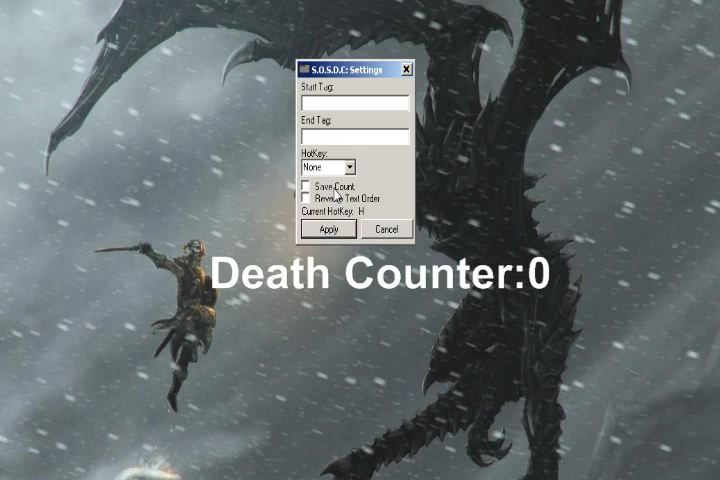 S.O.S.D.C: Settings
Start Tag:
End Tag:
HotKey:
None
Save Count
Reverse Text Order
Current HotKey: H
Apply Cancel
Death Counter:0